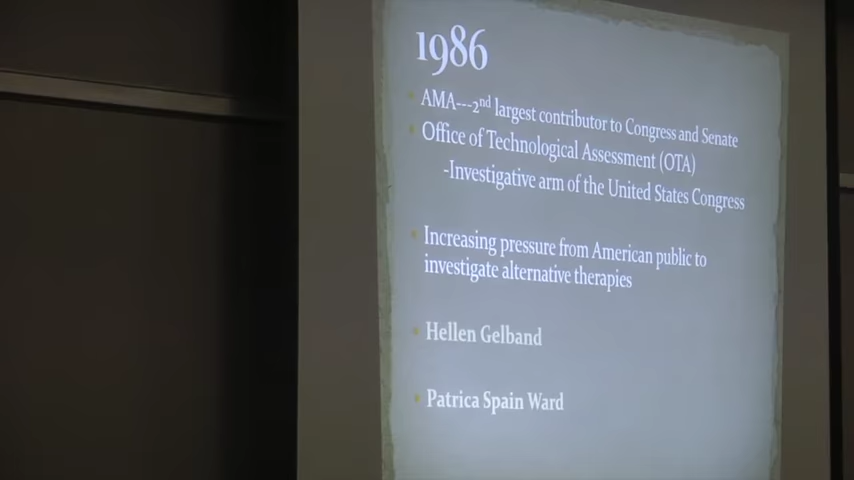 1986
AMA---2nd largest contributor to Congress and Senate
Office of Technological Assessment (OTA)
-Investigative arm of the United States Congress
Increasing pressure from American public to
investigate alternative therapies
Hellen Gelband
Patrica Spain Ward